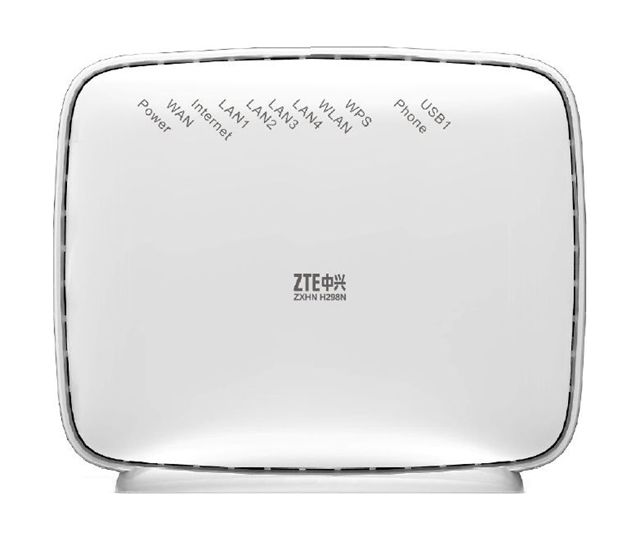 Power
WAN
Internet
LAN1
LAN2
LAN3
LAN4
WLAN
WPS
Phone
USB1
ZTE中兴
ZXHN H298N